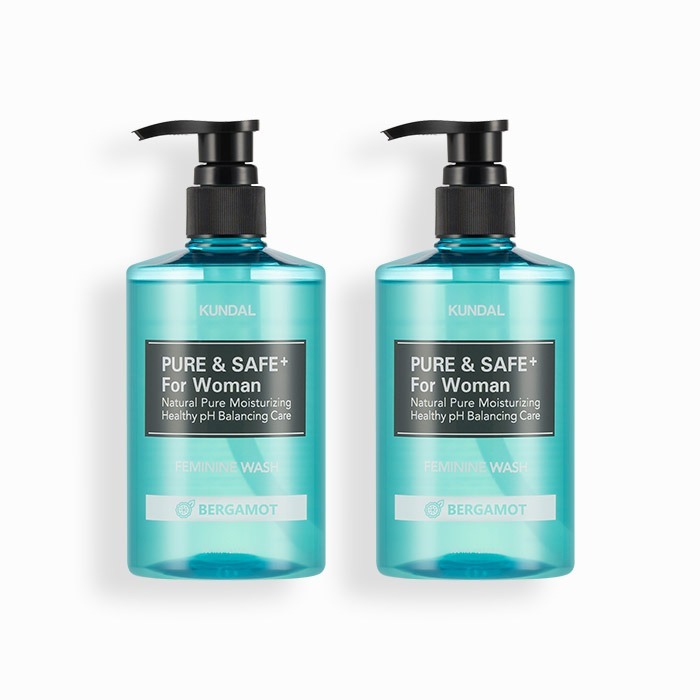 KUNDAL
PURE & SAFE+
For Woman
Natural Pure Moisturizing
Healthy pH Balancing Care
FEMININE WASH
BERGAMOT
KUNDAL
PURE & SAFE+
For Woman
Natural Pure Moisturizing
Healthy pH Balancing Care
FEMININE WASH
BERGAMOT